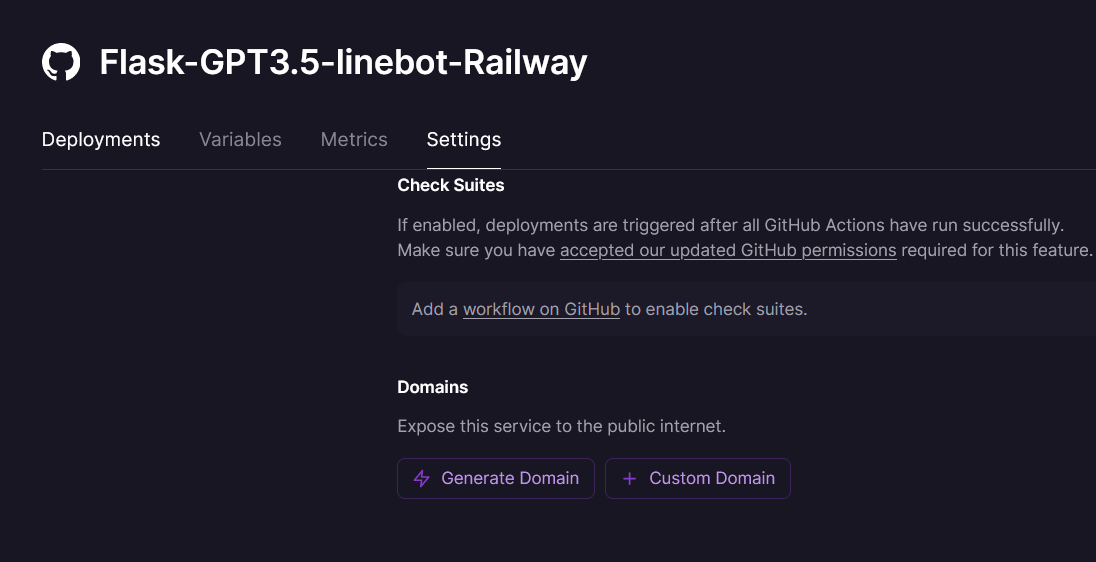 Flask-GPT3.5-linebot-Railway
Deployments Variables Metrics Settings
Check Suites
If enabled, deployments are triggered after all GitHub Actions have run successfully.
Make sure you have accepted our updated GitHub permissions required for this feature.
Add a workflow on GitHub to enable check suites.
Domains
Expose this service to the public internet.
Generate Domain Custom Domain